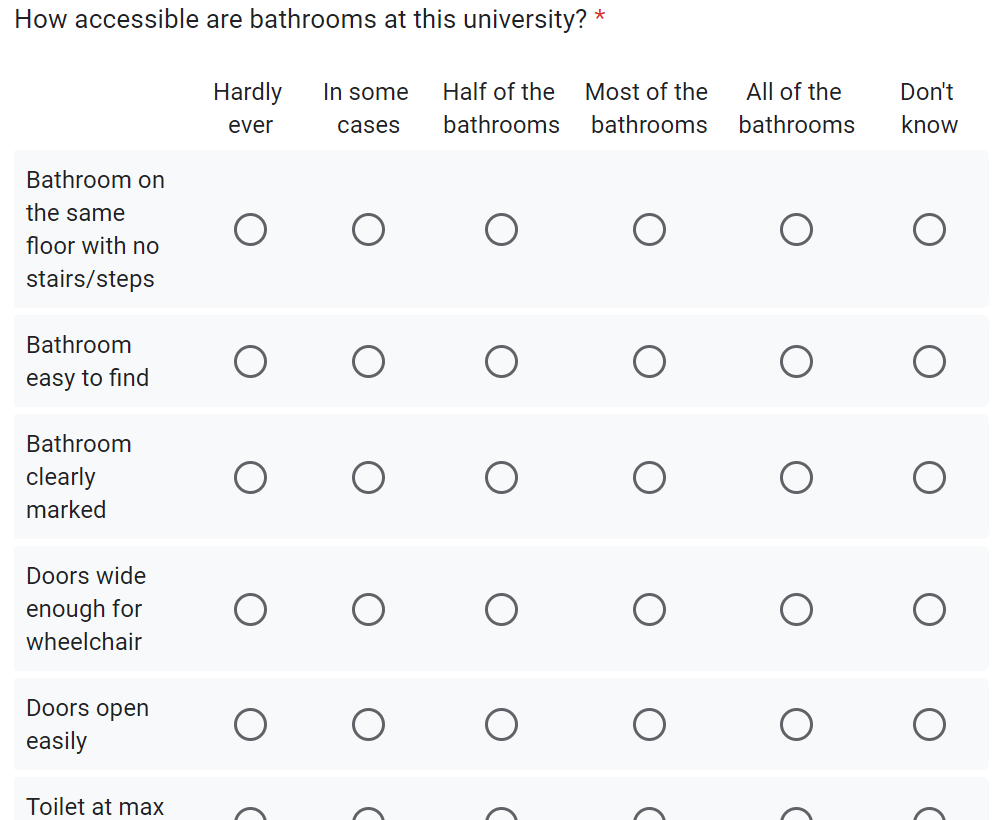 How accessible are bathrooms at this university? *
Hardly ever
In some cases
Half of the bathrooms
Most of the bathrooms
All of the bathrooms
Don't know
Bathroom on
the same
floor with no
stairs/steps
Bathroom
easy to find
Bathroom
clearly
marked
Doors wide
enough for
wheelchair
Doors open
easily
Toilet at max